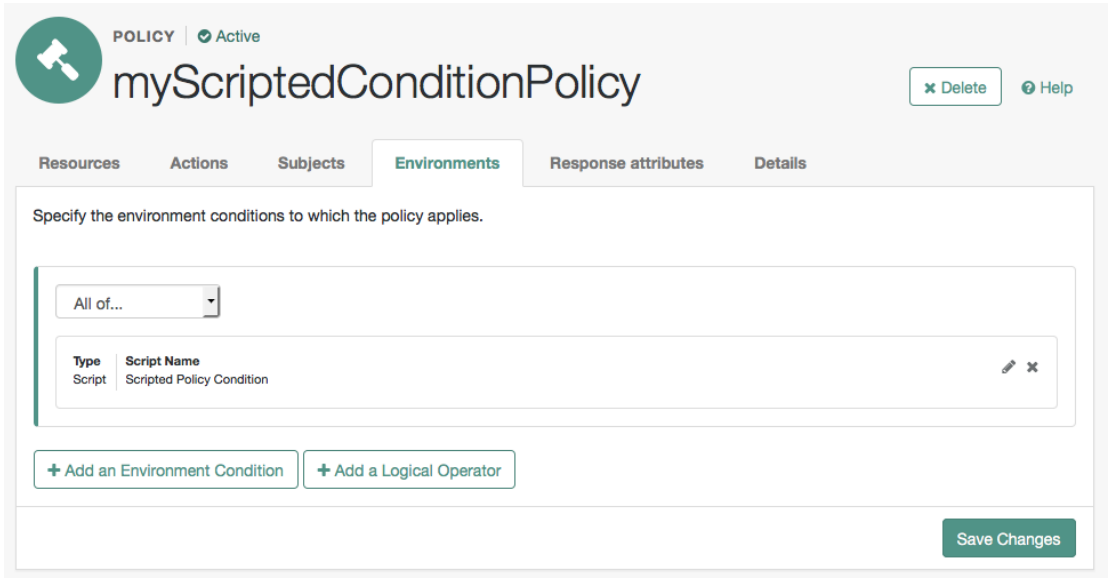 POLICY Active
myScriptedConditionPolicy
Delete Help
Resources Actions Subjects Environments Response attributes Details
Specify the environment conditions to which the policy applies.
All of...
Type Script Name
Script Scripted Policy Condition
+ Add an Environment Condition + Add a Logical Operator
Save Changes